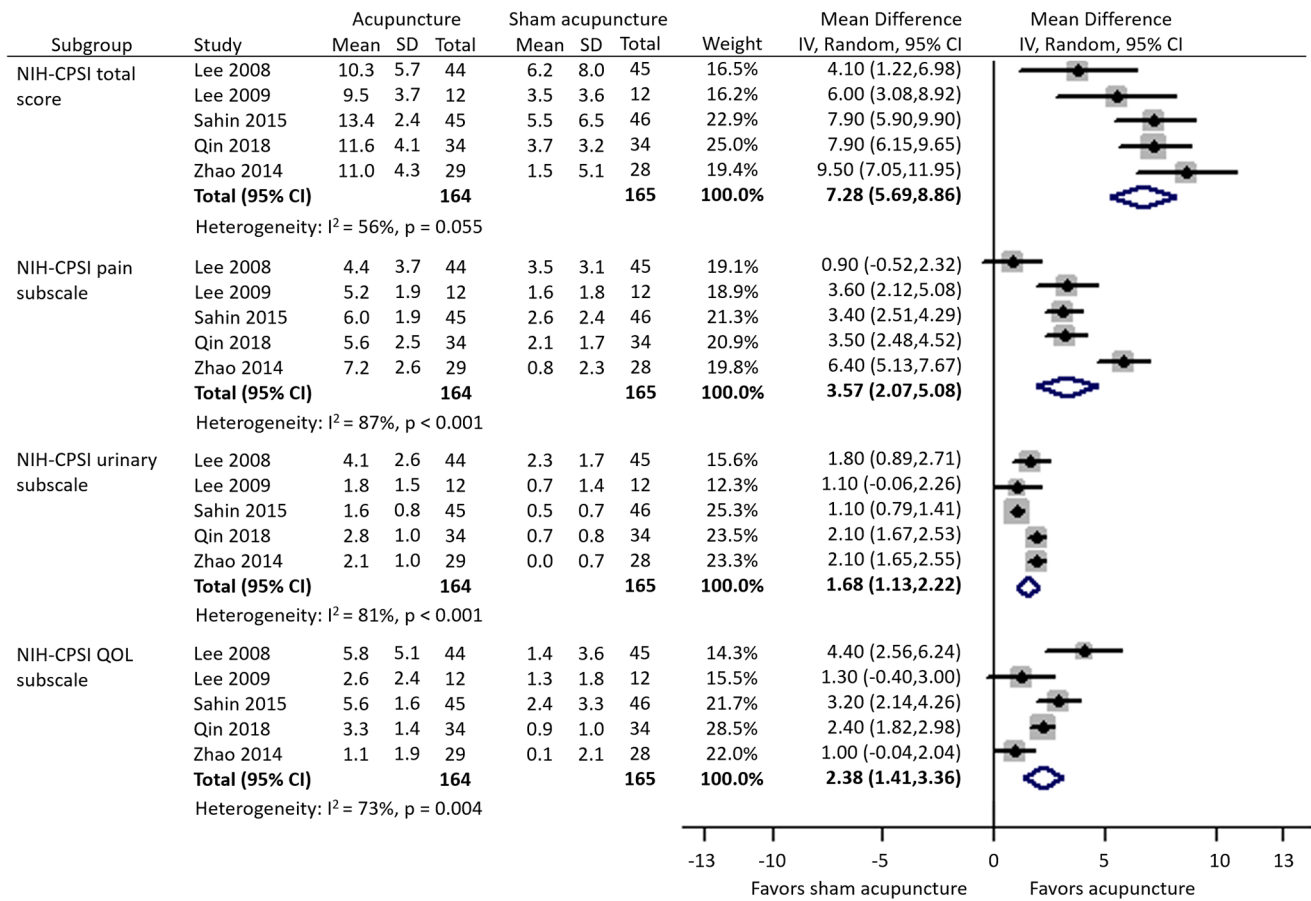 Acupuncture Sham acupuncture Mean Difference Mean Difference
Subgroup Study Mean SD Total Mean SD Total Weight IV, Random, 95% CI IV, Random, 95% CI
NIH-CPSI total Lee 2008 10.3 5.7 44 6.2 8.0 45 16.5% 4.10 (1.22,6.98)
score Lee 2009 9.5 3.7 12 3.5 3.6 12 16.2% 6.00 (3.08,8.92)
Sahin 2015 13.4 2.4 45 5.5 6.5 46 22.9% 7.90 (5.90,9.90)
Qin 2018 11.6 4.1 34 3.7 3.2 34 25.0% 7.90 (6.15,9.65)
Zhao 2014 11.0 4.3 29 1.5 5.1 28 19.4% 9.50 (7.05,11.95)
Total (95% CI) 164 165 100.0% 7.28 (5.69,8.86)
Heterogeneity: I² = 56%, p = 0.055
NIH-CPSI pain Lee 2008 4.4 3.7 44 3.5 3.1 45 19.1% 0.90 (-0.52,2.32)
subscale Lee 2009 5.2 1.9 12 1.6 1.8 12 18.9% 3.60 (2.12,5.08)
Sahin 2015 6.0 1.9 45 2.6 2.4 46 21.3% 3.40 (2.51,4.29)
Qin 2018 5.6 2.5 34 2.1 1.7 34 20.9% 3.50 (2.48,4.52)
Zhao 2014 7.2 2.6 29 0.8 2.3 28 19.8% 6.40 (5.13,7.67)
Total (95% CI) 164 165 100.0% 3.57 (2.07,5.08)
Heterogeneity: I² = 87%, p < 0.001
NIH-CPSI urinary Lee 2008 4.1 2.6 44 2.3 1.7 45 15.6% 1.80 (0.89,2.71)
subscale Lee 2009 1.8 1.5 12 0.7 1.4 12 12.3% 1.10 (-0.06,2.26)
Sahin 2015 1.6 0.8 45 0.5 0.7 46 25.3% 1.10 (0.79,1.41)
Qin 2018 2.8 1.0 34 0.7 0.8 34 23.5% 2.10 (1.67,2.53)
Zhao 2014 2.1 1.0 29 0.0 0.7 28 23.3% 2.10 (1.65,2.55)
Total (95% CI) 164 165 100.0% 1.68 (1.13,2.22)
Heterogeneity: I² = 81%, p < 0.001
NIH-CPSI QOL Lee 2008 5.8 5.1 44 1.4 3.6 45 14.3% 4.40 (2.56,6.24)
subscale Lee 2009 2.6 2.4 12 1.3 1.8 12 15.5% 1.30 (-0.40,3.00)
Sahin 2015 5.6 1.6 45 2.4 3.3 46 21.7% 3.20 (2.14,4.26)
Qin 2018 3.3 1.4 34 0.9 1.0 34 28.5% 2.40 (1.82,2.98)
Zhao 2014 1.1 1.9 29 0.1 2.1 28 22.0% 1.00 (-0.04,2.04)
Total (95% CI) 164 165 100.0% 2.38 (1.41,3.36)
Heterogeneity: I² = 73%, p = 0.004
-13 -10 -5 0 5 10 13
Favors sham acupuncture Favors acupuncture